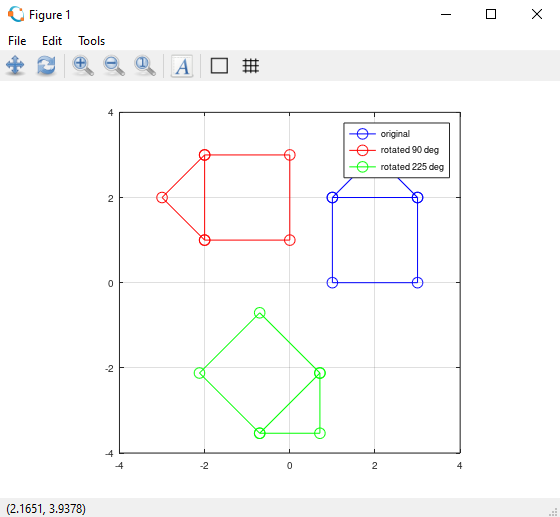 Figure 1
File Edit Tools
A
4
2
0
-2
-4
-4 -2 0 2 4
original
rotated 90 deg
rotated 225 deg
(2.1651, 3.9378)